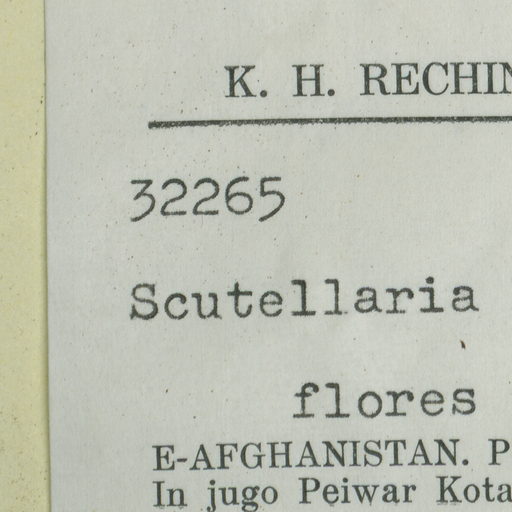 K. H. RECHIN
32265
Scutellaria
flores
E-AFGHANISTAN. P
In jugo Peiwar Kota